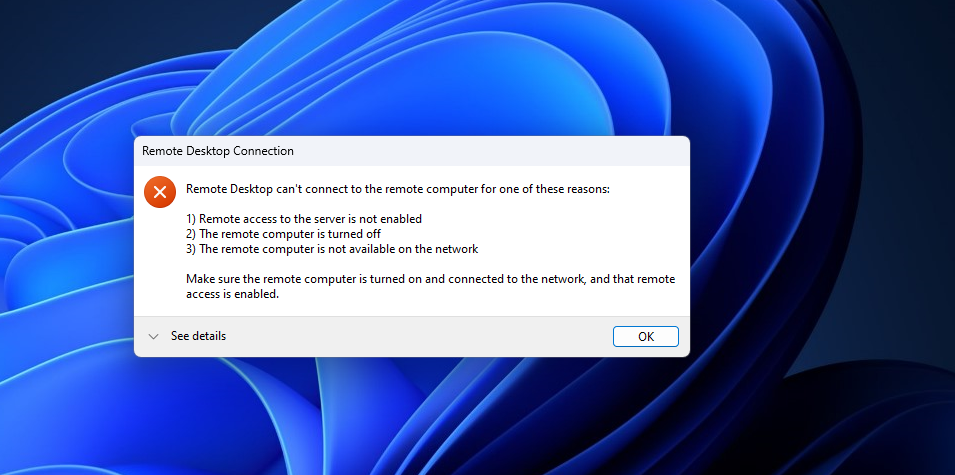 Remote Desktop Connection
Remote Desktop can't connect to the remote computer for one of these reasons:
1) Remote access to the server is not enabled
2) The remote computer is turned off
3) The remote computer is not available on the network
Make sure the remote computer is turned on and connected to the network, and that remote
access is enabled.
See details
OK